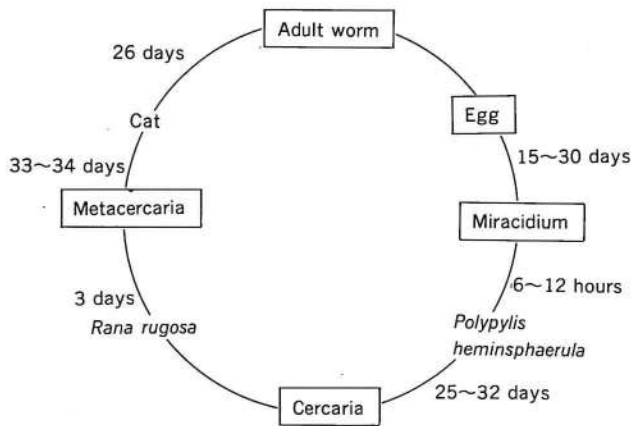 Adult worm
26 days
Egg
Cat
15~30 days
33~34 days
Metacercaria
Miracidium
6~12 hours
3 days
Rana rugosa
Polypylis
heminsphaerula
25~32 days
Cercaria